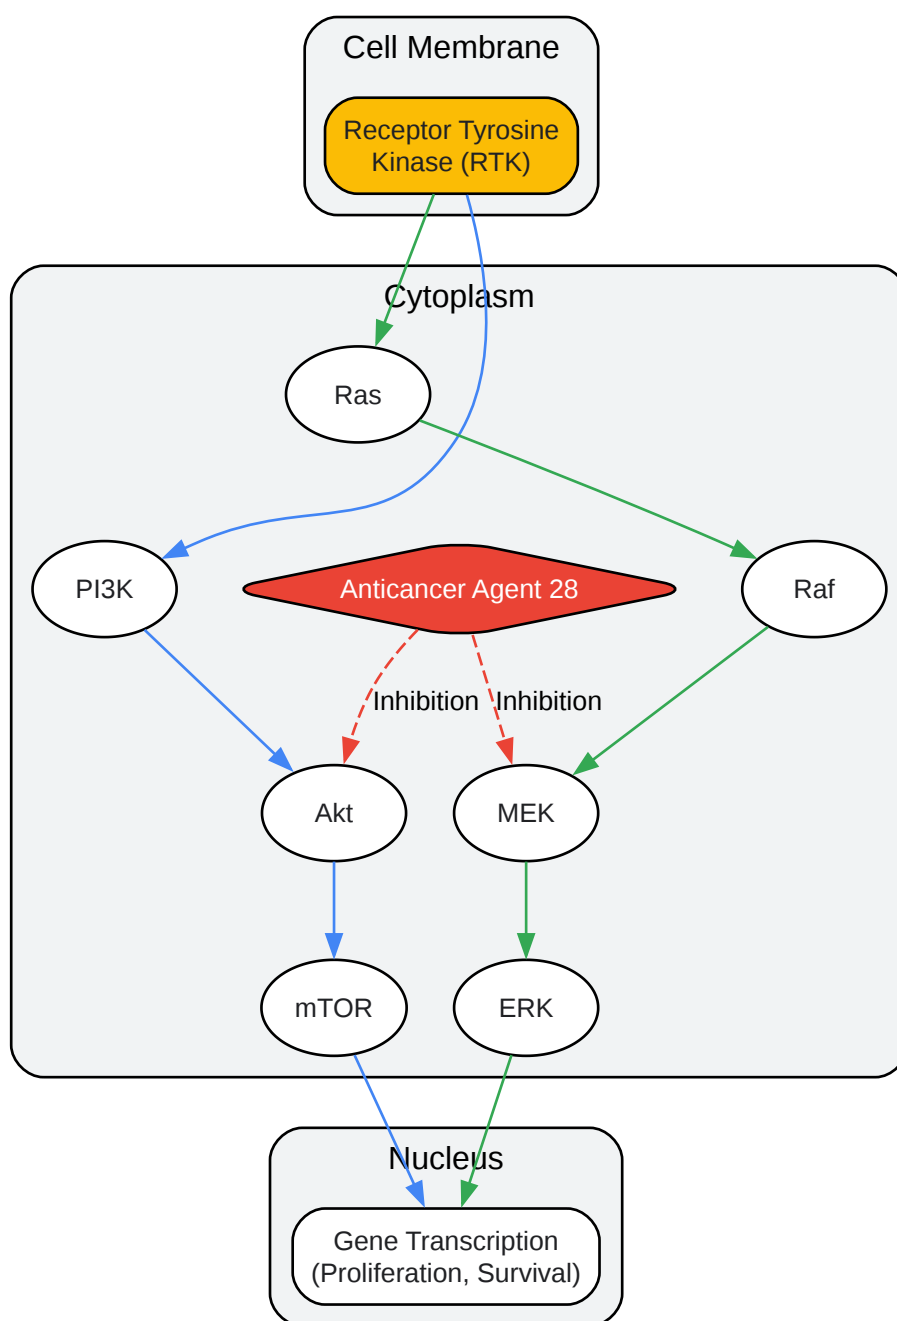 Cell Membrane
Receptor Tyrosine
Kinase (RTK)
Cytoplasm
Ras
PI3K
Anticancer Agent 28
Raf
Inhibition
Inhibition
Akt
MEK
mTOR
ERK
Nucleus
Gene Transcription
(Proliferation, Survival)